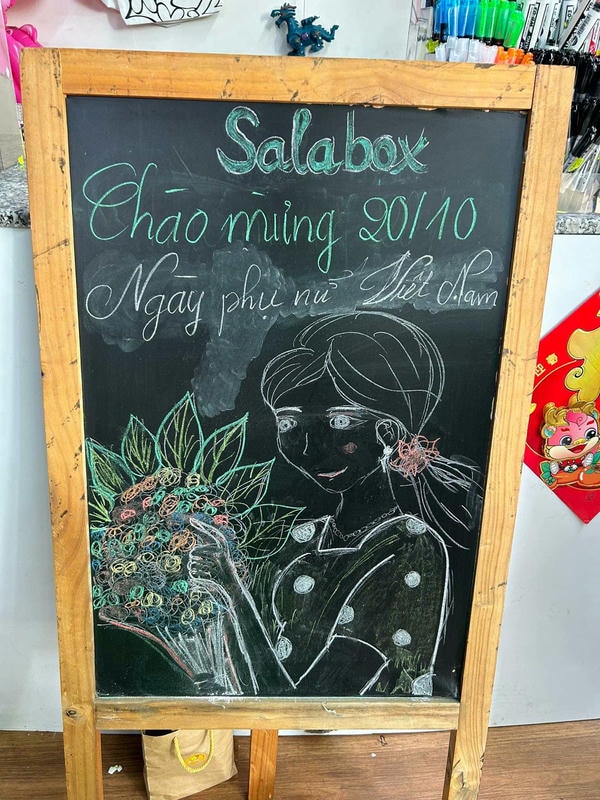 Salabox
Chào mừng 20/10
Ngày phụ nữ Việt Nam